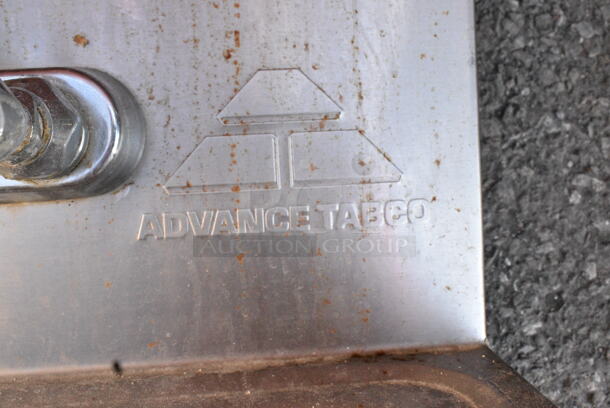 ADVANCE TABCO
AUCTION GROUP